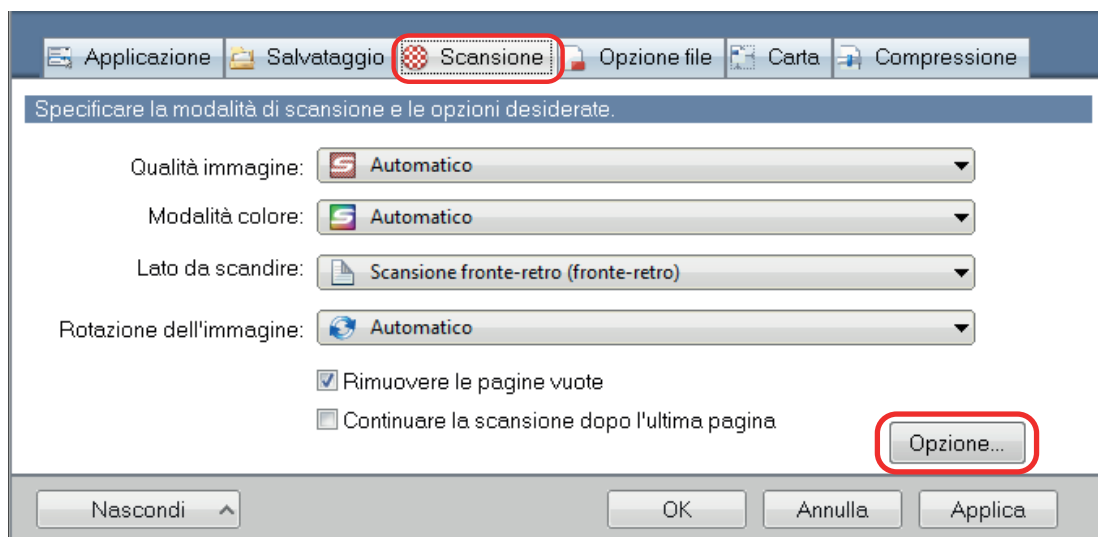 Applicazione Salvataggio Scansione Opzione file Carta Compressione
Specificare la modalità di scansione e le opzioni desiderate.
Qualità immagine: Automatico
Modalità colore: Automatico
Lato da scandire: Scansione fronte-retro (fronte-retro)
Rotazione dell'immagine: Automatico
Rimuovere le pagine vuote
Continuare la scansione dopo l'ultima pagina
Opzione...
Nascondi OK Annulla Applica